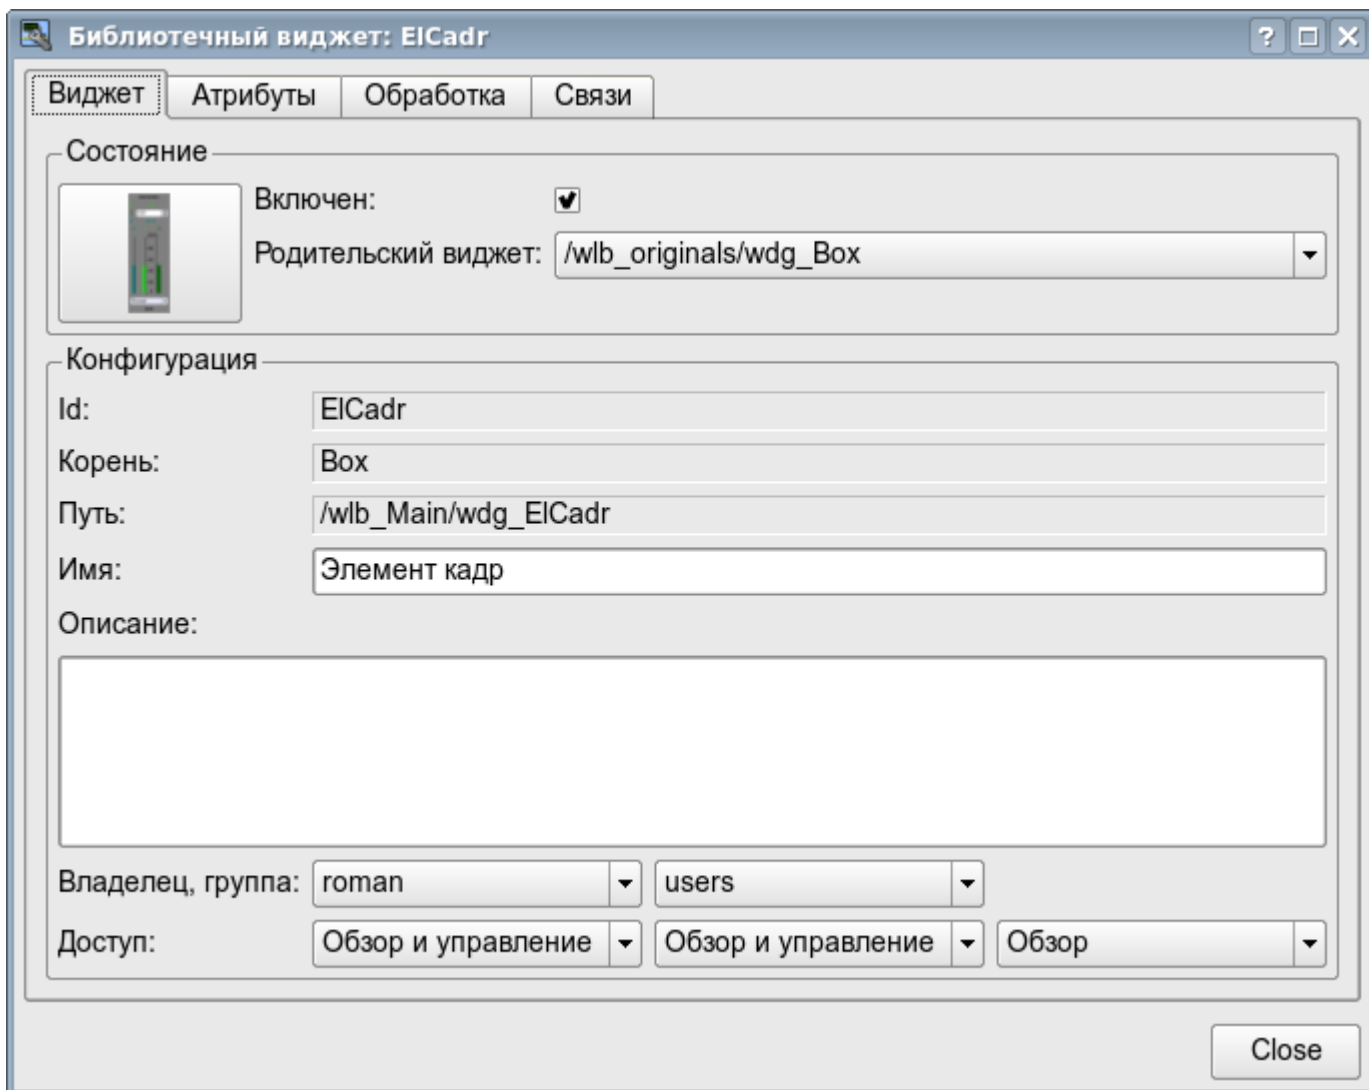 Библиотечный виджет: ElCadr
Виджет Атрибуты Обработка Связи
Состояние
Включен:
Родительский виджет: /wlb_originals/wdg_Box
Конфигурация
Id: ElCadr
Корень: Box
Путь: /wlb_Main/wdg_ElCadr
Имя: Элемент кадр
Описание:
Владелец, группа: roman users
Доступ: Обзор и управление Обзор и управление Обзор
Close